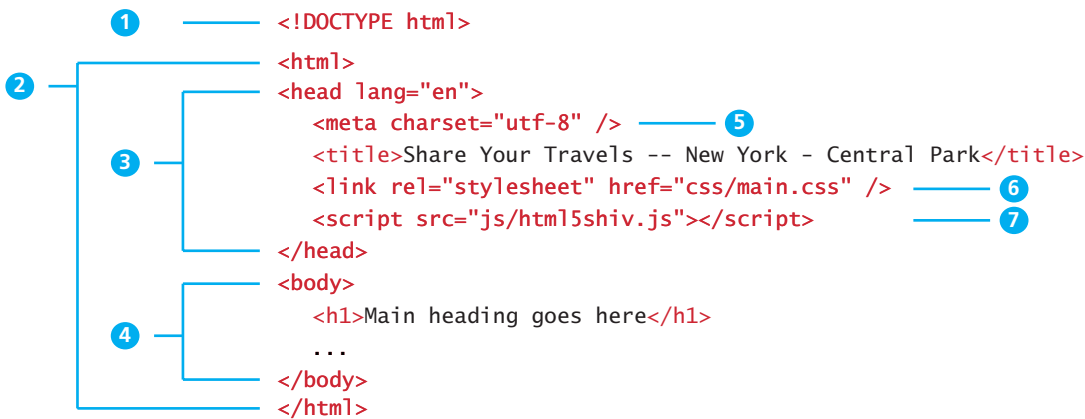 1 <!DOCTYPE html>
<html>
2 <head lang="en">
<meta charset="utf-8" /> 5
3 <title>Share Your Travels -- New York - Central Park</title>
<link rel="stylesheet" href="css/main.css" /> 6
<script src="js/html5shiv.js"></script> 7
</head>
<body>
<h1>Main heading goes here</h1>
4 ...
</body>
</html>